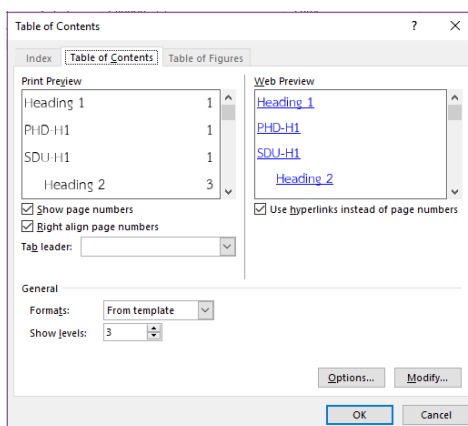 Table of Contents ? X
Index Table of Contents Table of Figures
Print Preview
Heading 1 1
PHD-H1 1
SDU-H1 1
Heading 2 3
Show page numbers
Right align page numbers
Tab leader:
Web Preview
Heading 1
PHD-H1
SDU-H1
Heading 2
Use hyperlinks instead of page numbers
General
Formats: From template
Show levels: 3
Options... Modify...
OK Cancel